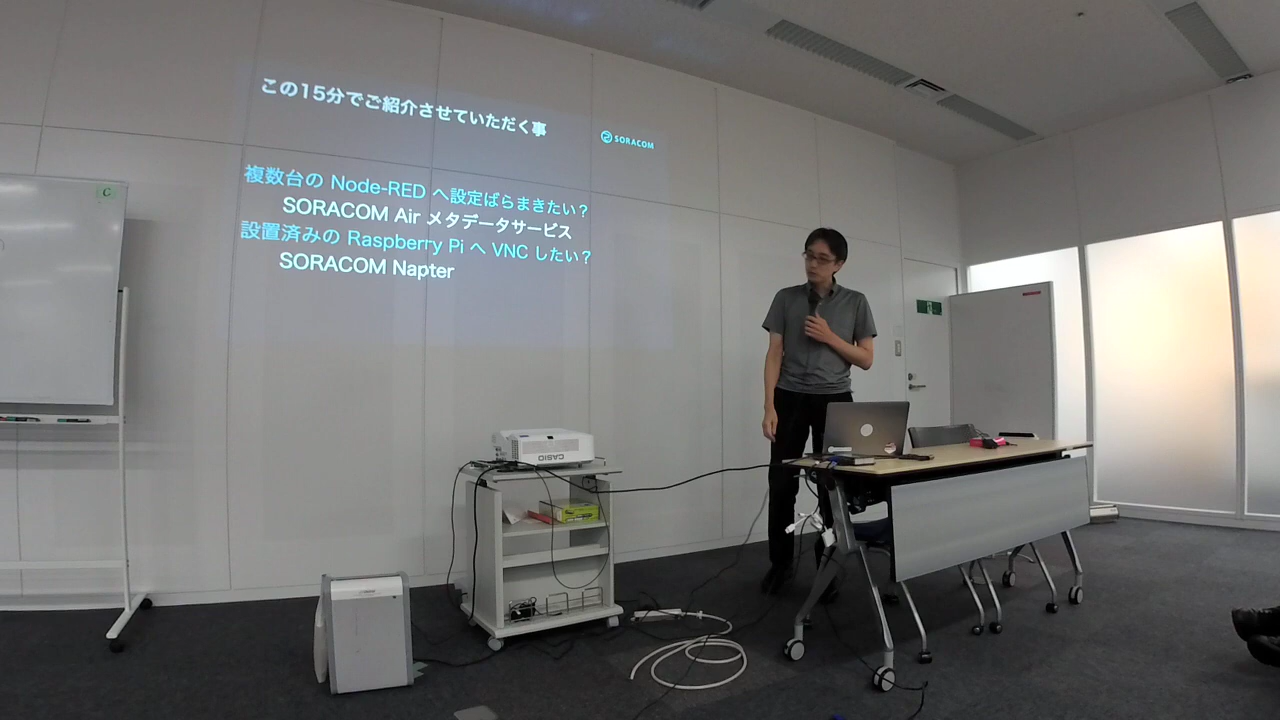 この15分でご紹介させていただく事
SORACOM
複数台の Node-RED へ設定ばらまきたい？
SORACOM Air メタデータサービス
設置済みの Raspberry Pi へ VNC したい？
SORACOM Napter
C
CASIO